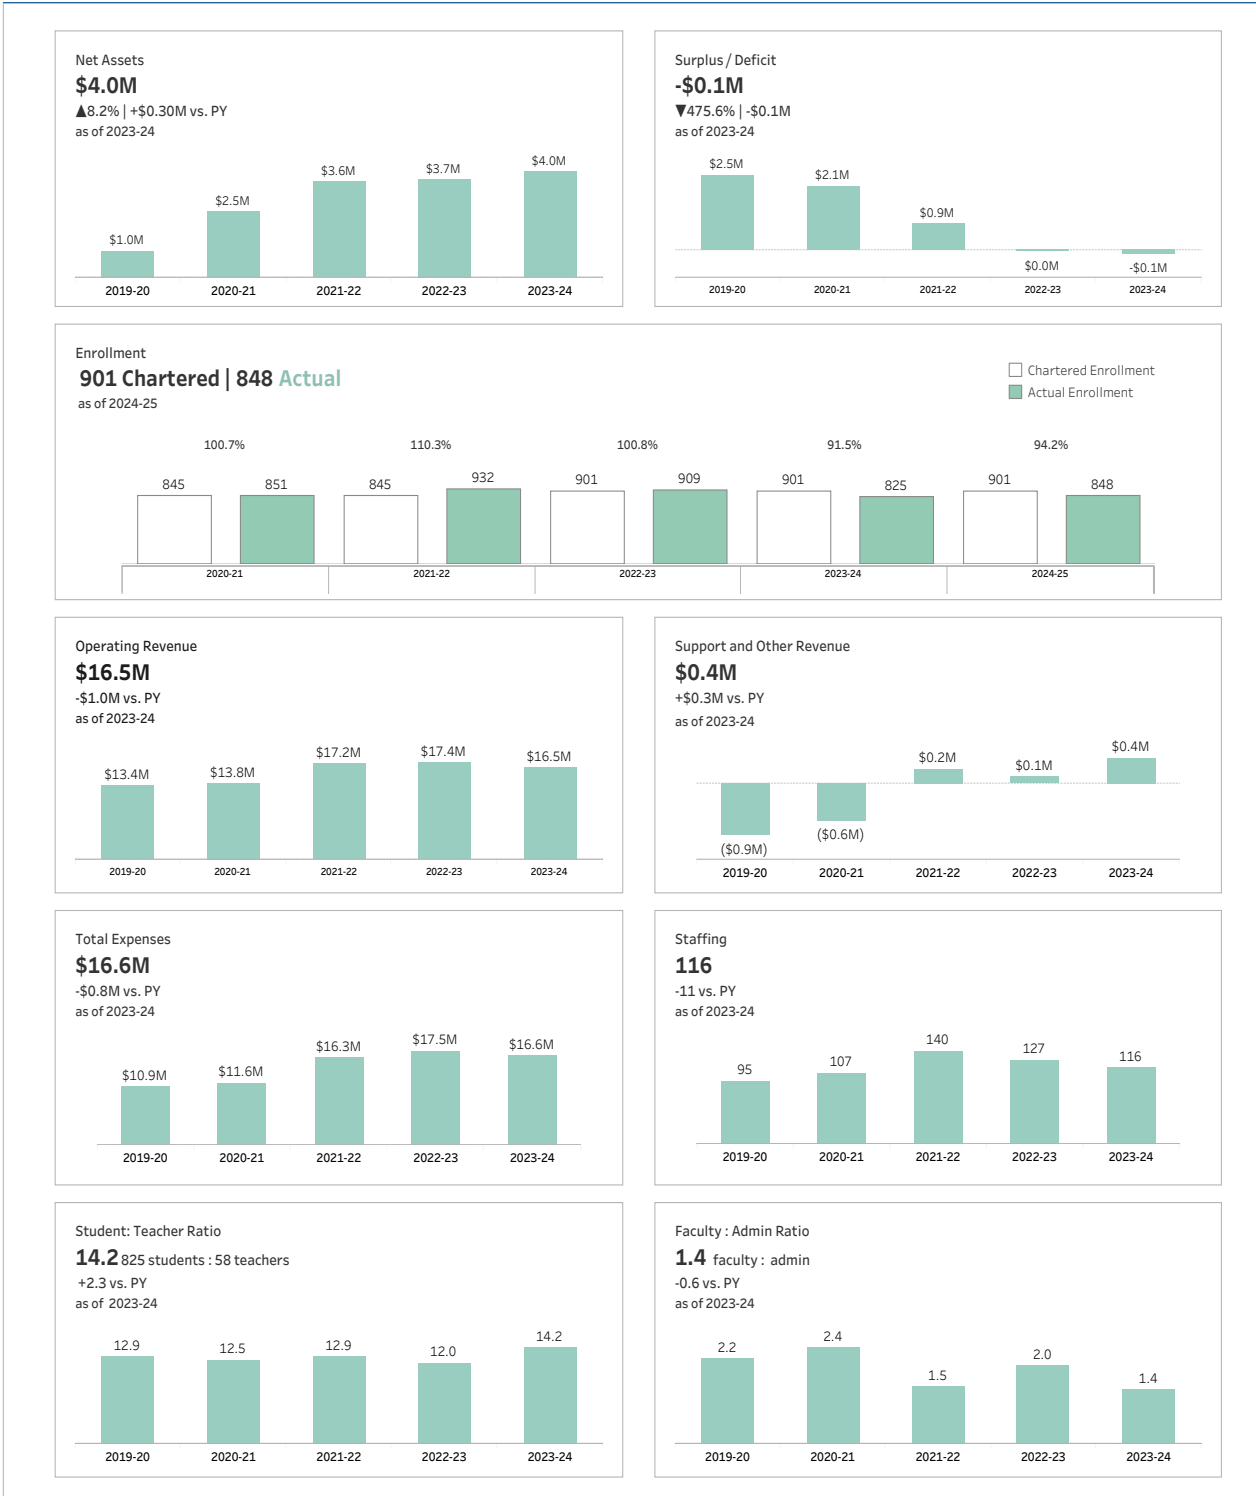 Net Assets
$4.0M
▲8.2% | +$0.30M vs. PY
as of 2023-24
$1.0M
$2.5M
$3.6M
$3.7M
$4.0M
2019-20
2020-21
2021-22
2022-23
2023-24
Surplus / Deficit
-$0.1M
▼475.6% | -$0.1M
as of 2023-24
$2.5M
$2.1M
$0.9M
$0.0M
-$0.1M
2019-20
2020-21
2021-22
2022-23
2023-24
Enrollment
901 Chartered | 848 Actual
as of 2024-25
Chartered Enrollment
Actual Enrollment
100.7%
110.3%
100.8%
91.5%
94.2%
845
851
845
932
901
909
901
825
901
848
2020-21
2021-22
2022-23
2023-24
2024-25
Operating Revenue
$16.5M
-$1.0M vs. PY
as of 2023-24
$13.4M
$13.8M
$17.2M
$17.4M
$16.5M
2019-20
2020-21
2021-22
2022-23
2023-24
Support and Other Revenue
$0.4M
+$0.3M vs. PY
as of 2023-24
($0.9M)
($0.6M)
$0.2M
$0.1M
$0.4M
2019-20
2020-21
2021-22
2022-23
2023-24
Total Expenses
$16.6M
-$0.8M vs. PY
as of 2023-24
$10.9M
$11.6M
$16.3M
$17.5M
$16.6M
2019-20
2020-21
2021-22
2022-23
2023-24
Staffing
116
-11 vs. PY
as of 2023-24
95
107
140
127
116
2019-20
2020-21
2021-22
2022-23
2023-24
Student: Teacher Ratio
14.2 825 students : 58 teachers
+2.3 vs. PY
as of 2023-24
12.9
12.5
12.9
12.0
14.2
2019-20
2020-21
2021-22
2022-23
2023-24
Faculty : Admin Ratio
1.4 faculty : admin
-0.6 vs. PY
as of 2023-24
2.2
2.4
1.5
2.0
1.4
2019-20
2020-21
2021-22
2022-23
2023-24